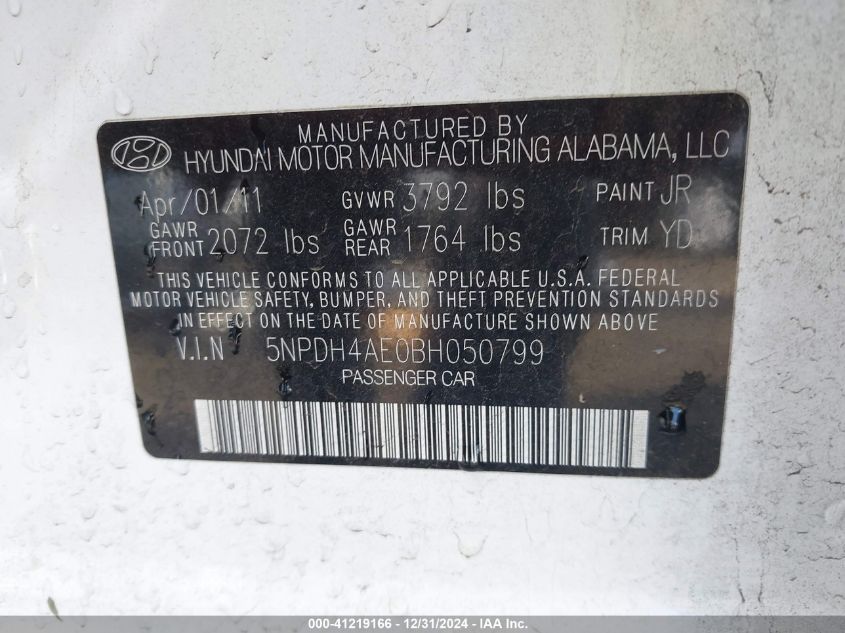 MANUFACTURED BY
HYUNDAI MOTOR MANUFACTURING ALABAMA, LLC
Apr/01/11 GVWR 3792 lbs PAINT JR
GAWR FRONT 2072 lbs GAWR REAR 1764 lbs TRIM YD
THIS VEHICLE CONFORMS TO ALL APPLICABLE U.S.A. FEDERAL
MOTOR VEHICLE SAFETY, BUMPER, AND THEFT PREVENTION STANDARDS
IN EFFECT ON THE DATE OF MANUFACTURE SHOWN ABOVE
V.I.N 5NPDH4AE0BH050799
PASSENGER CAR
000-41219166 - 12/31/2024 - IAA Inc.